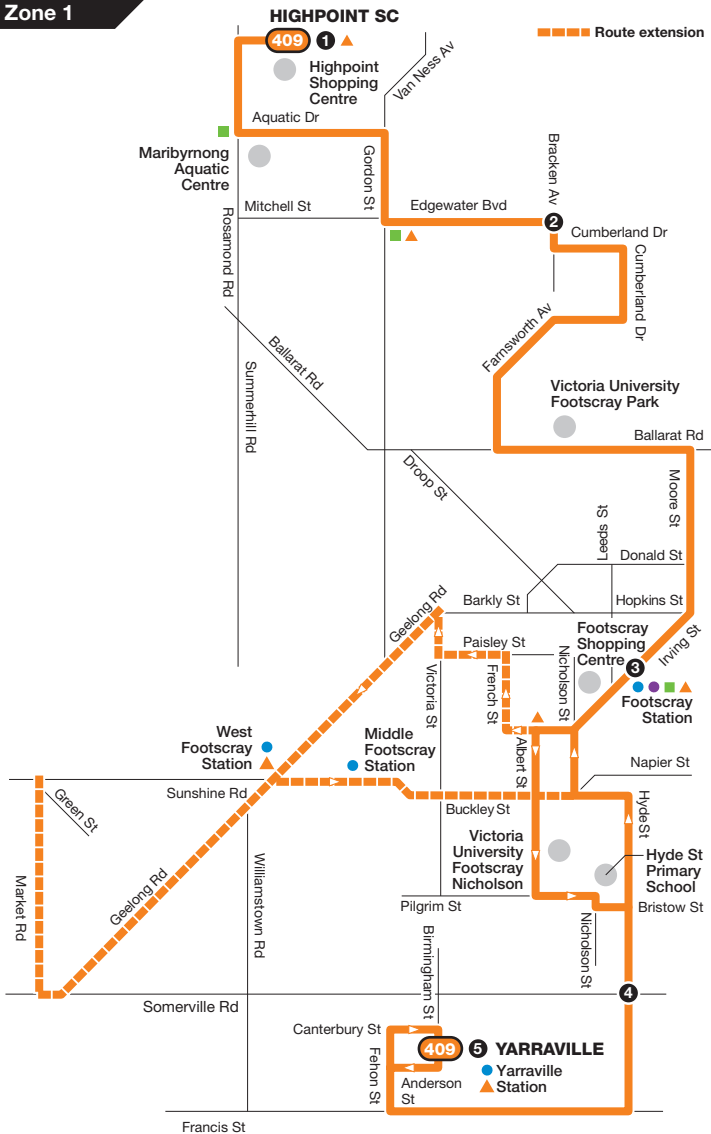 Zone 1
HIGHPOINT SC
409 1
Route extension
Highpoint
Shopping
Centre
Van Ness Av
Aquatic Dr
Maribyrnong
Aquatic
Centre
Gordon St
Bracken Av
Mitchell St
Edgewater Bvd
2
Cumberland Dr
Cumberland Dr
Rosamond Rd
Farnsworth Av
Ballarat Rd
Summerhill Rd
Victoria University
Footscray Park
Ballarat Rd
Droop St
Moore St
Leeds St
Donald St
Geelong Rd
Barkly St
Hopkins St
Footscray
Shopping
Centre
3
Irving St
Paisley St
Nicholson St
Victoria St
French St
Footscray
Station
West
Footscray
Station
Middle
Footscray
Station
Albert St
Napier St
Sunshine Rd
Green St
Buckley St
Hyde St
Victoria
University
Footscray
Nicholson
Hyde St
Primary
School
Market Rd
Geelong Rd
Williamstown Rd
Pilgrim St
Bristow St
Nicholson St
Birmingham St
4
Somerville Rd
Canterbury St
409 5 YARRAVILLE
Yarraville
Station
Fehon St
Anderson
St
Francis St